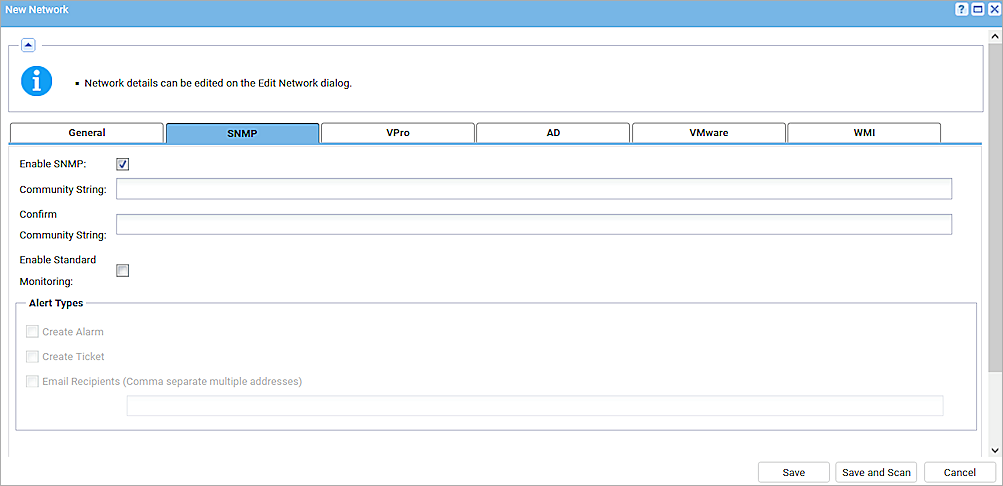 New Network
Network details can be edited on the Edit Network dialog.
General SNMP VPro AD VMware WMI
Enable SNMP:
Community String:
Confirm
Community String:
Enable Standard
Monitoring:
Alert Types
Create Alarm
Create Ticket
Email Recipients (Comma separate multiple addresses)
Save Save and Scan Cancel